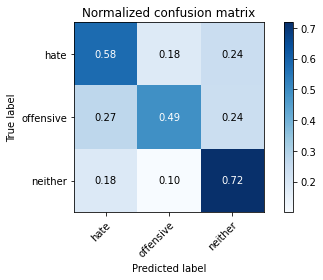 Normalized confusion matrix
True label
hate 0.58 0.18 0.24
offensive 0.27 0.49 0.24
neither 0.18 0.10 0.72
hate offensive neither
Predicted label
0.7
0.6
0.5
0.4
0.3
0.2